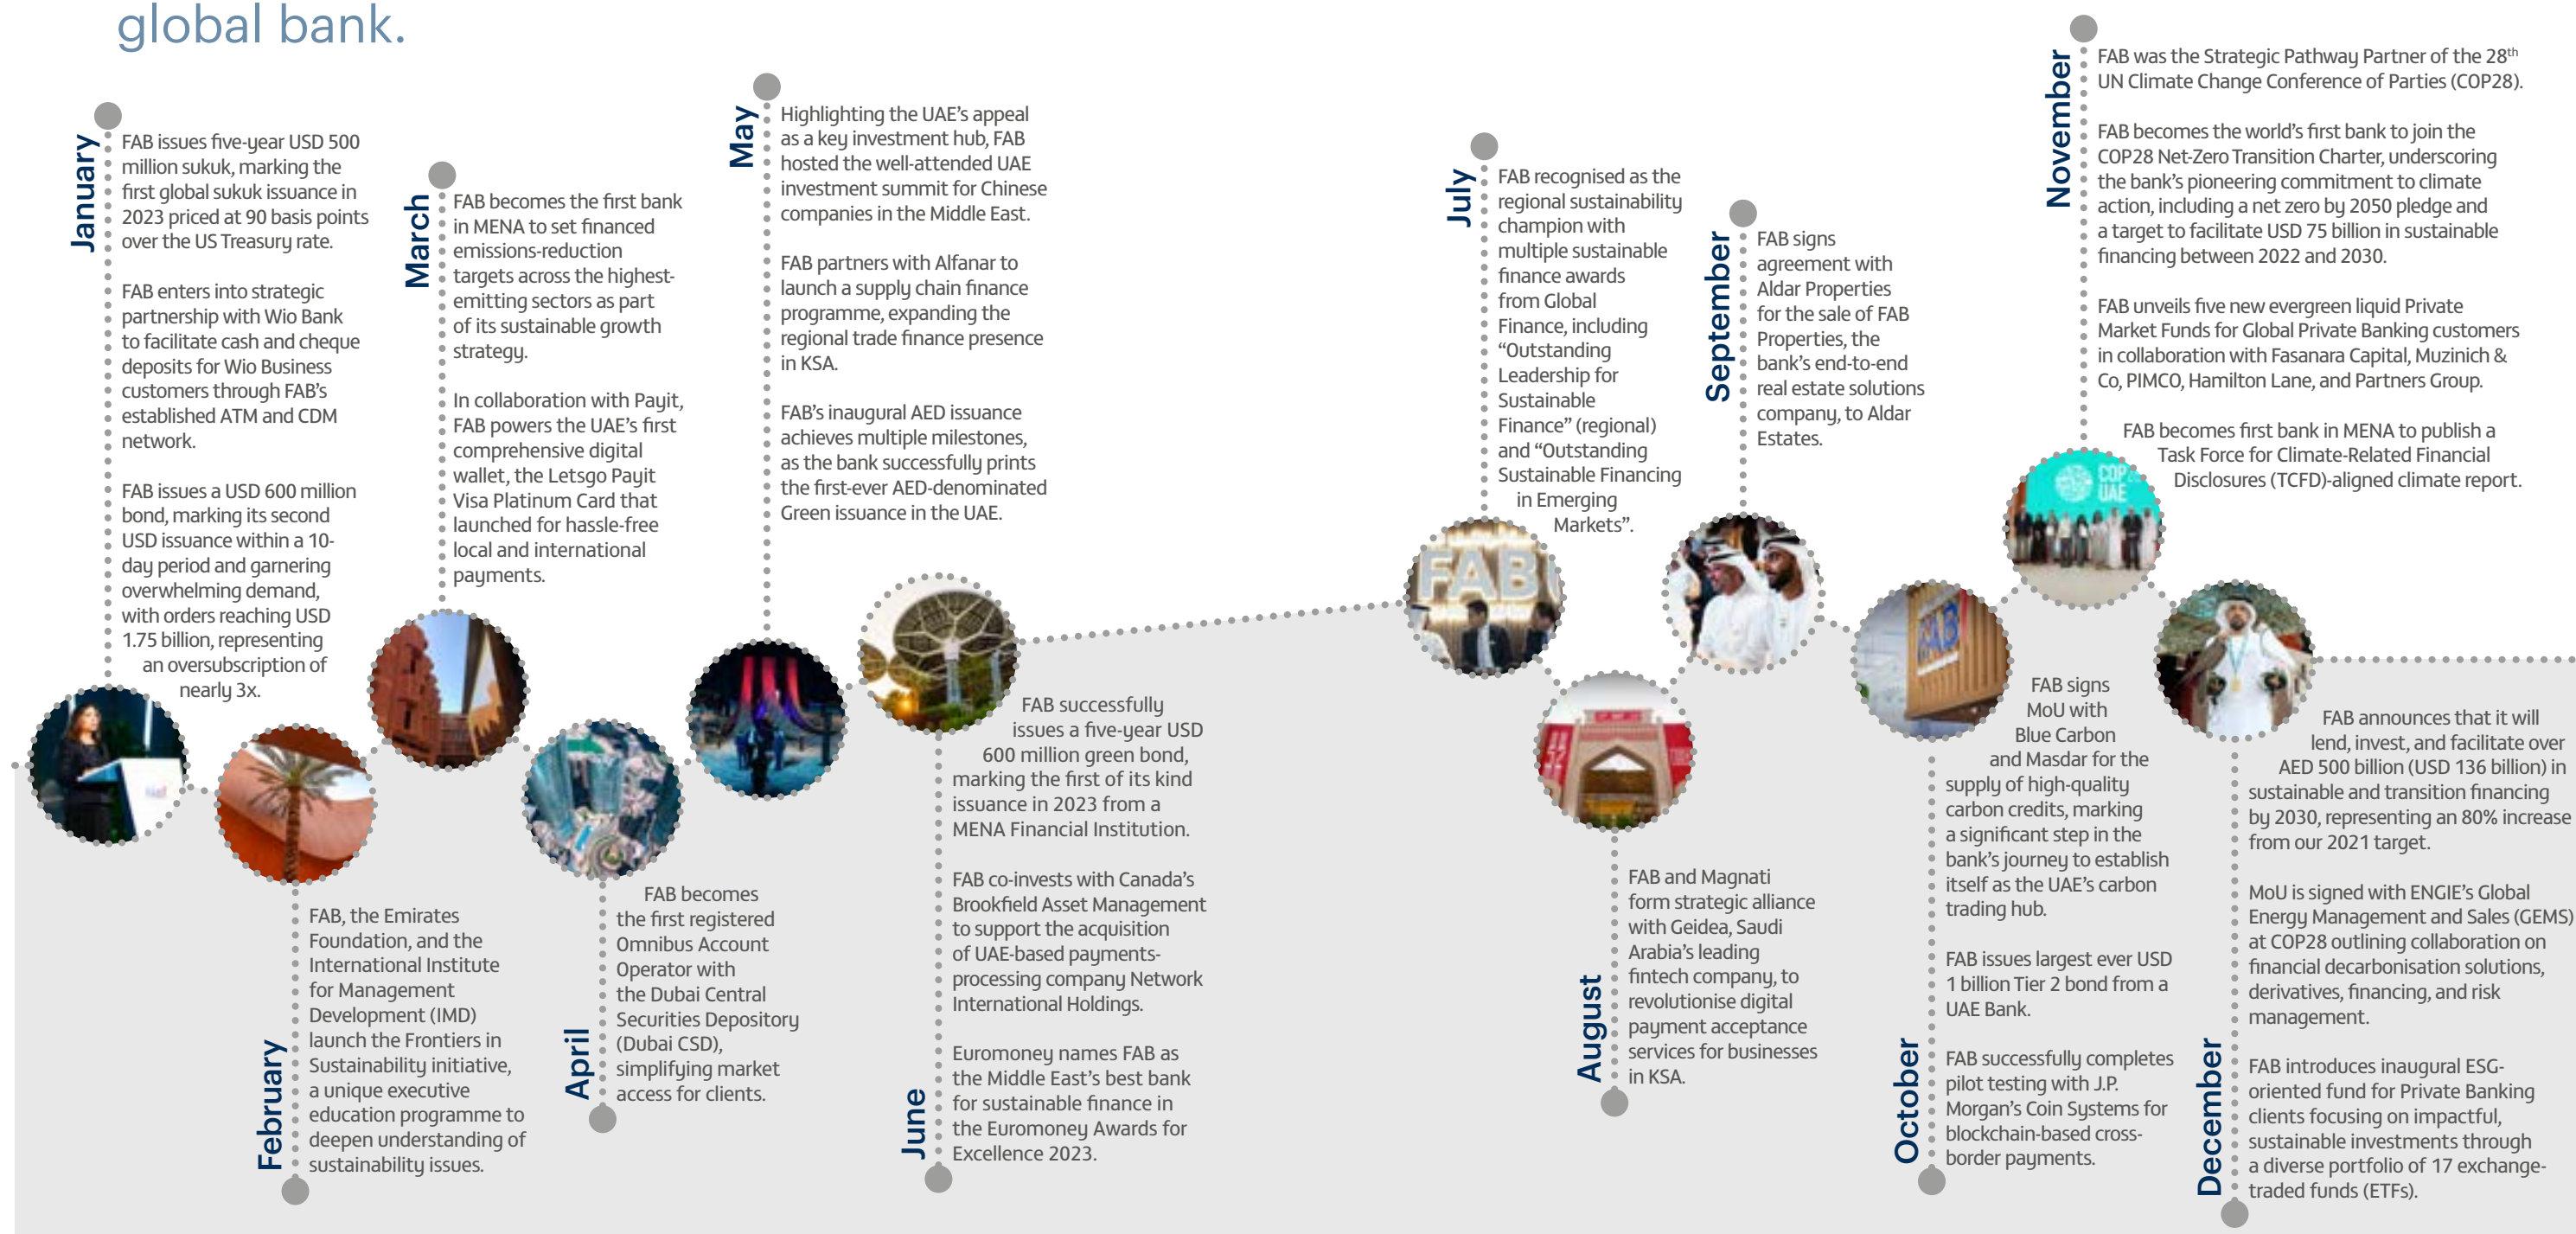 global bank.
January
FAB issues five-year USD 500
million sukuk, marking the
first global sukuk issuance in
2023 priced at 90 basis points
over the US Treasury rate.
FAB enters into strategic
partnership with Wio Bank
to facilitate cash and cheque
deposits for Wio Business
customers through FAB's
established ATM and CDM
network.
FAB issues a USD 600 million
bond, marking its second
USD issuance within a 10-
day period and garnering
overwhelming demand,
with orders reaching USD
1.75 billion, representing
an oversubscription of
nearly 3x.
February
FAB, the Emirates
Foundation, and the
International Institute
for Management
Development (IMD)
launch the Frontiers in
Sustainability initiative,
a unique executive
education programme to
deepen understanding of
sustainability issues.
March
FAB becomes the first bank
in MENA to set financed
emissions-reduction
targets across the highest-
emitting sectors as part
of its sustainable growth
strategy.
In collaboration with Payit,
FAB powers the UAE's first
comprehensive digital
wallet, the Letsgo Payit
Visa Platinum Card that
launched for hassle-free
local and international
payments.
April
FAB becomes
the first registered
Omnibus Account
Operator with
the Dubai Central
Securities Depository
(Dubai CSD),
simplifying market
access for clients.
May
Highlighting the UAE's appeal
as a key investment hub, FAB
hosted the well-attended UAE
investment summit for Chinese
companies in the Middle East.
FAB partners with Alfanar to
launch a supply chain finance
programme, expanding the
regional trade finance presence
in KSA.
FAB's inaugural AED issuance
achieves multiple milestones,
as the bank successfully prints
the first-ever AED-denominated
Green issuance in the UAE.
June
FAB successfully
issues a five-year USD
600 million green bond,
marking the first of its kind
issuance in 2023 from a
MENA Financial Institution.
FAB co-invests with Canada's
Brookfield Asset Management
to support the acquisition
of UAE-based payments-
processing company Network
International Holdings.
Euromoney names FAB as
the Middle East's best bank
for sustainable finance in
the Euromoney Awards for
Excellence 2023.
July
FAB recognised as the
regional sustainability
champion with
multiple sustainable
finance awards
from Global
Finance, including
“Outstanding
Leadership for
Sustainable
Finance” (regional)
and “Outstanding
Sustainable Financing
in Emerging
Markets”.
FAB
August
FAB and Magnati
form strategic alliance
with Geidea, Saudi
Arabia's leading
fintech company, to
revolutionise digital
payment acceptance
services for businesses
in KSA.
September
FAB signs
agreement with
Aldar Properties
for the sale of FAB
Properties, the
bank's end-to-end
real estate solutions
company, to Aldar
Estates.
October
FAB
FAB signs
MoU with
Blue Carbon
and Masdar for the
supply of high-quality
carbon credits, marking
a significant step in the
bank's journey to establish
itself as the UAE's carbon
trading hub.
FAB issues largest ever USD
1 billion Tier 2 bond from a
UAE Bank.
FAB successfully completes
pilot testing with J.P.
Morgan's Coin Systems for
blockchain-based cross-
border payments.
November
FAB was the Strategic Pathway Partner of the 28th
UN Climate Change Conference of Parties (COP28).
FAB becomes the world's first bank to join the
COP28 Net-Zero Transition Charter, underscoring
the bank's pioneering commitment to climate
action, including a net zero by 2050 pledge and
a target to facilitate USD 75 billion in sustainable
financing between 2022 and 2030.
FAB unveils five new evergreen liquid Private
Market Funds for Global Private Banking customers
in collaboration with Fasanara Capital, Muzinich &
Co, PIMCO, Hamilton Lane, and Partners Group.
FAB becomes first bank in MENA to publish a
Task Force for Climate-Related Financial
Disclosures (TCFD)-aligned climate report.
COP
UAE
December
FAB announces that it will
lend, invest, and facilitate over
AED 500 billion (USD 136 billion) in
sustainable and transition financing
by 2030, representing an 80% increase
from our 2021 target.
MoU is signed with ENGIE's Global
Energy Management and Sales (GEMS)
at COP28 outlining collaboration on
financial decarbonisation solutions,
derivatives, financing, and risk
management.
FAB introduces inaugural ESG-
oriented fund for Private Banking
clients focusing on impactful,
sustainable investments through
a diverse portfolio of 17 exchange-
traded funds (ETFs).